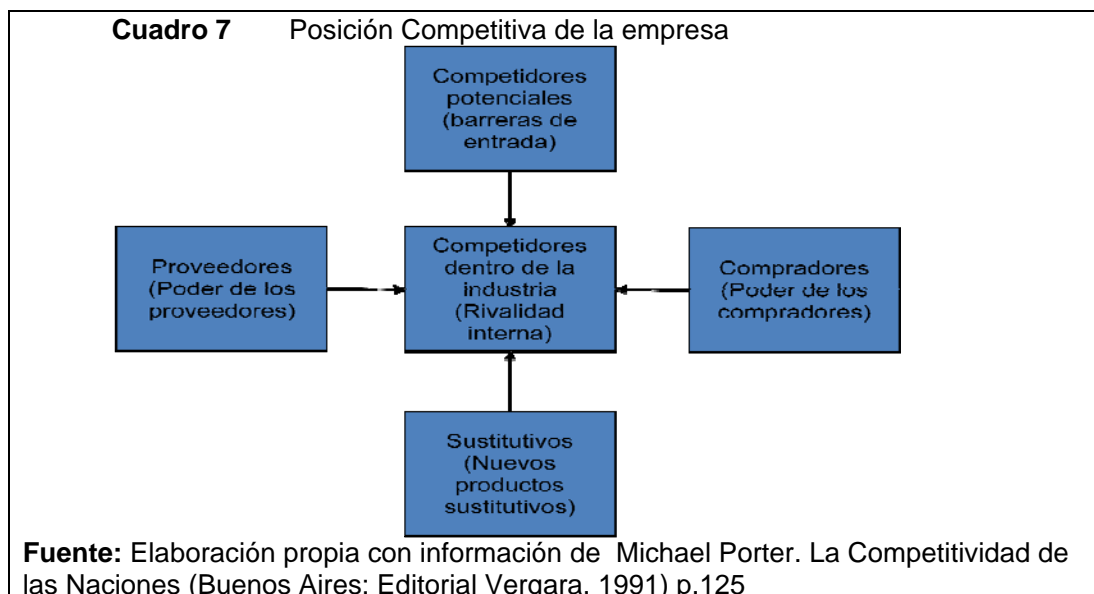 Cuadro 7 Posición Competitiva de la empresa
Competidores
potenciales
(barreras de
entrada)
Proveedores
(Poder de los
proveedores)
Competidores
dentro de la
industria
(Rivalidad
interna)
Compradores
(Poder de los
compradores)
Sustitutivos
(Nuevos
productos
sustitutivos)
Fuente: Elaboración propia con información de Michael Porter. La Competitividad de
las Naciones (Buenos Aires: Editorial Vergara, 1991) p.125